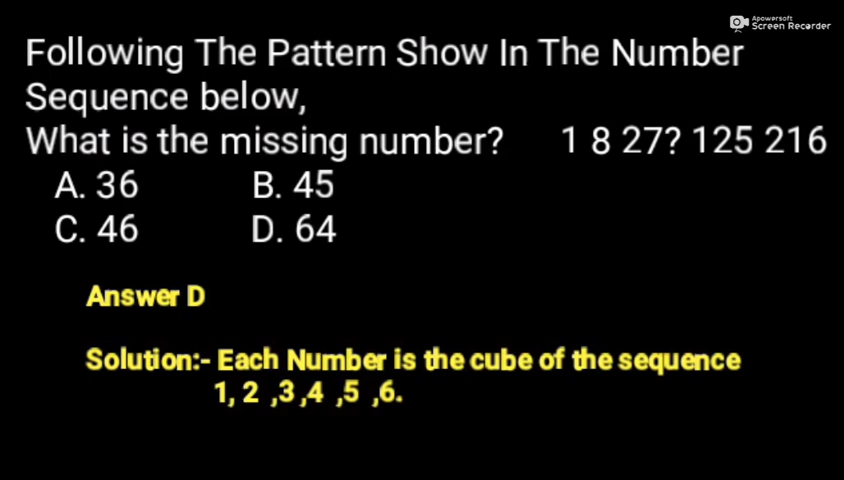 Apowersoft
Screen Recorder
Following The Pattern Show In The Number
Sequence below,
What is the missing number? 1 8 27? 125 216
A. 36 B. 45
C. 46 D. 64
Answer D
Solution:- Each Number is the cube of the sequence
1, 2 ,3 ,4 ,5 ,6.